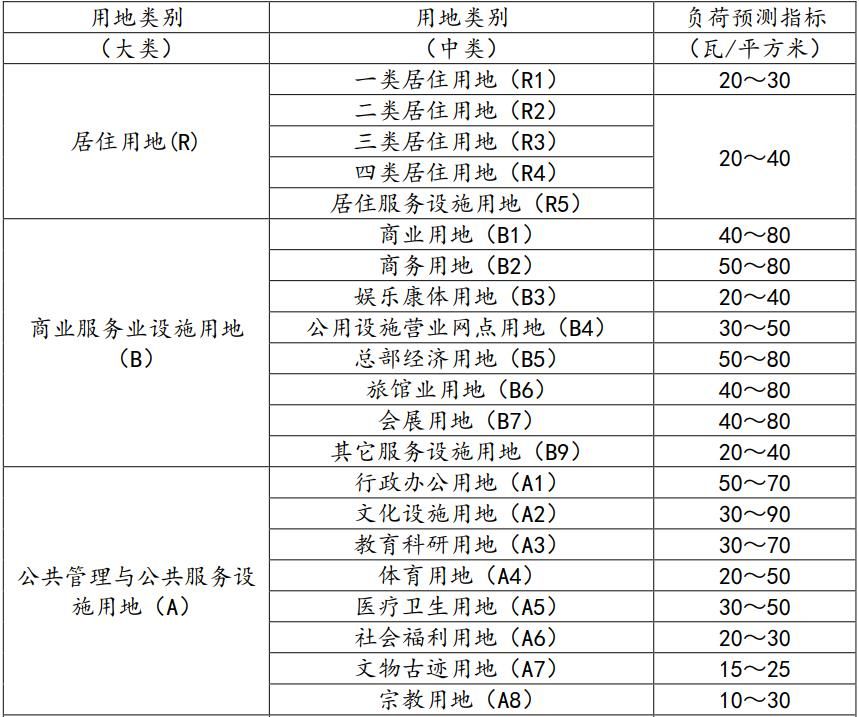 用地类别 用地类别 负荷预测指标
（大类） （中类） （瓦/平方米）
居住用地(R)
一类居住用地（R1） 20～30
二类居住用地（R2）
三类居住用地（R3）
四类居住用地（R4）
居住服务设施用地（R5）
20～40
商业服务业设施用地
（B）
商业用地（B1） 40～80
商务用地（B2） 50～80
娱乐康体用地（B3） 20～40
公用设施营业网点用地（B4） 30～50
总部经济用地（B5） 50～80
旅馆业用地（B6） 40～80
会展用地（B7） 40～80
其它服务设施用地（B9） 20～40
公共管理与公共服务设
施用地（A）
行政办公用地（A1） 50～70
文化设施用地（A2） 30～90
教育科研用地（A3） 30～70
体育用地（A4） 20～50
医疗卫生用地（A5） 30～50
社会福利用地（A6） 20～30
文物古迹用地（A7） 15～25
宗教用地（A8） 10～30